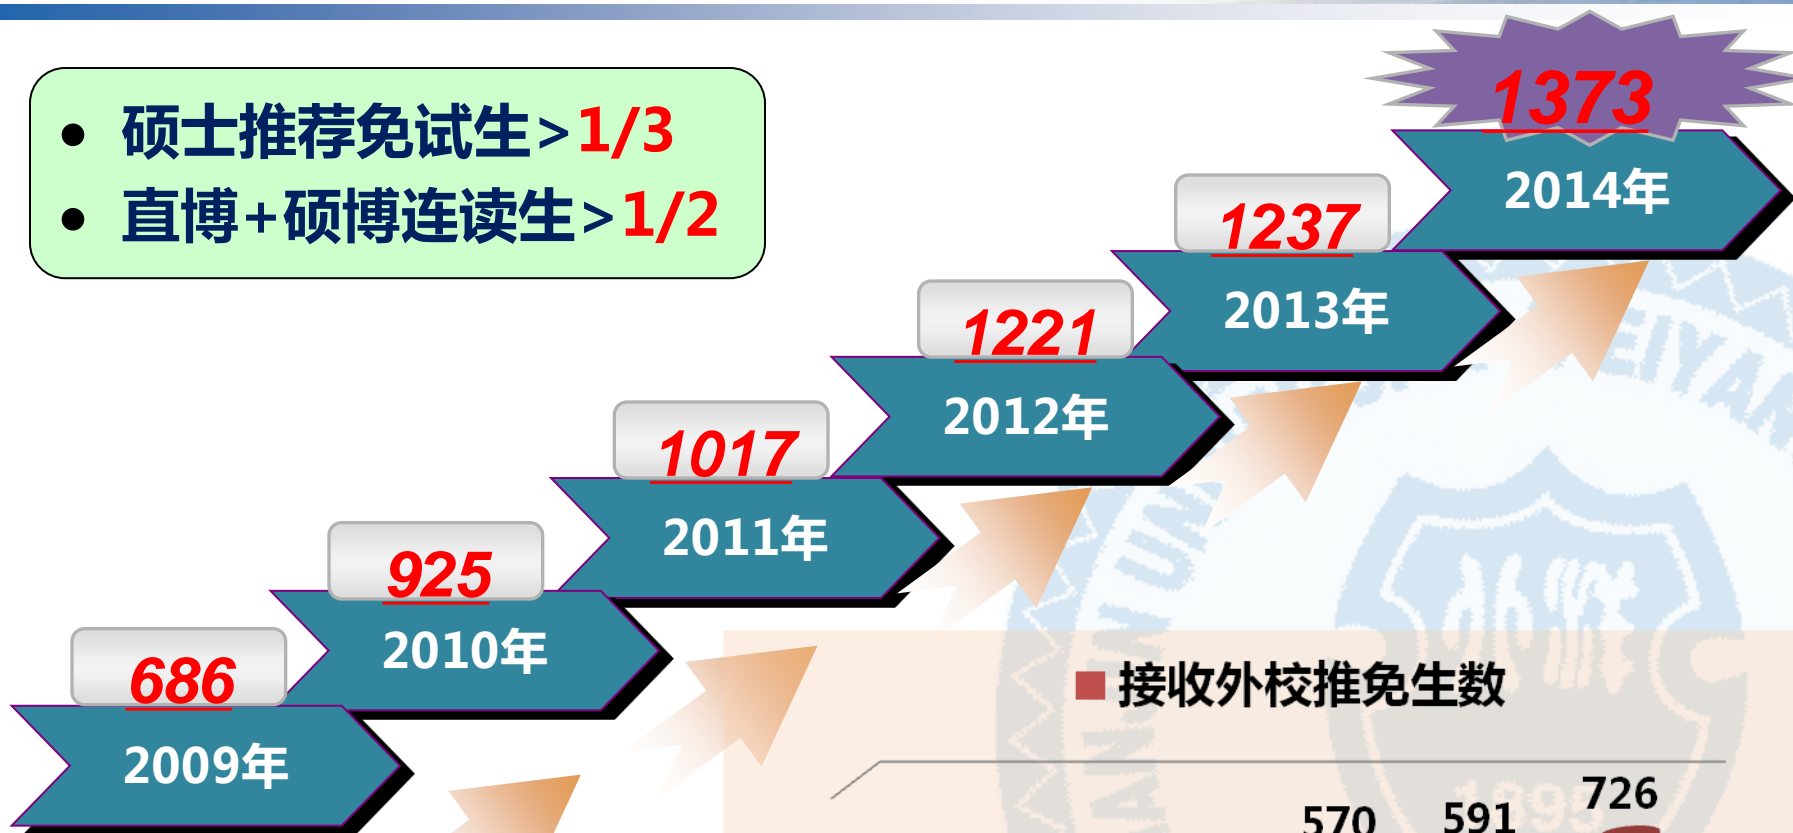 ● 硕士推荐免试生>1/3
● 直博+硕博连读生>1/2
1373
2014年
1237
2013年
1221
2012年
1017
2011年
925
2010年
686
2009年
接收外校推免生数
570 591 726